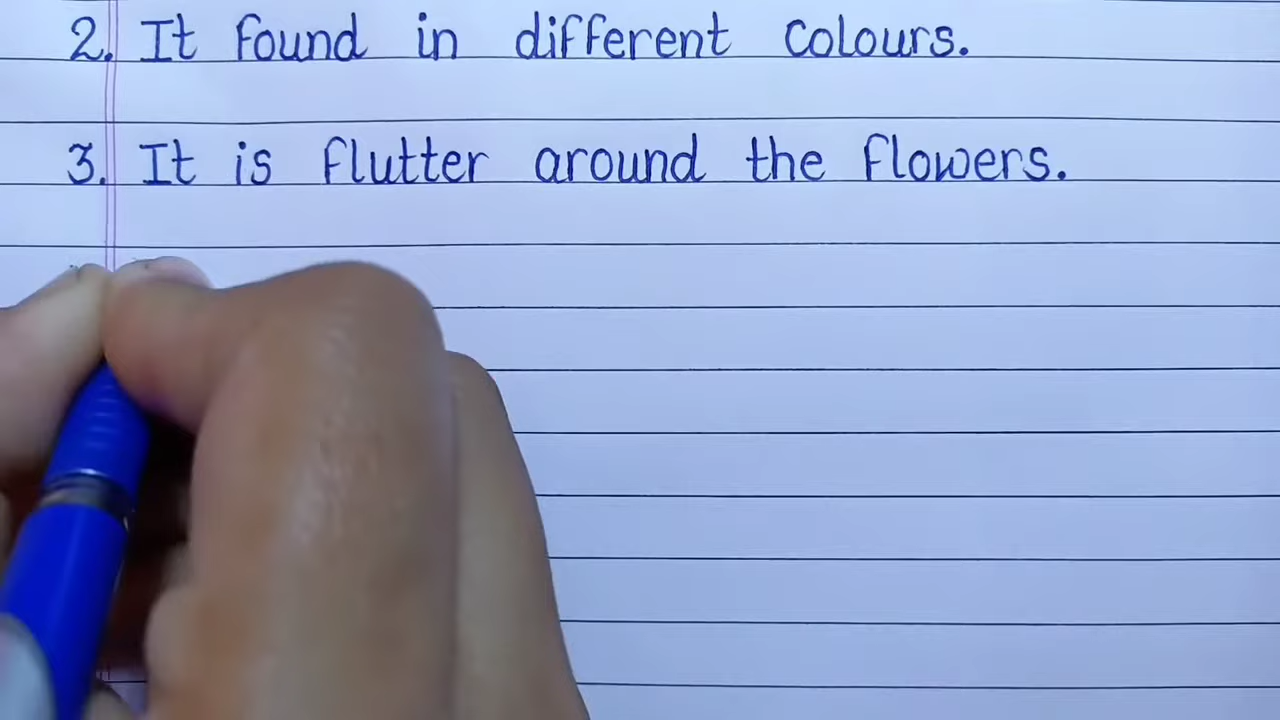 2. It found in different colours.
3. It is flutter around the flowers.